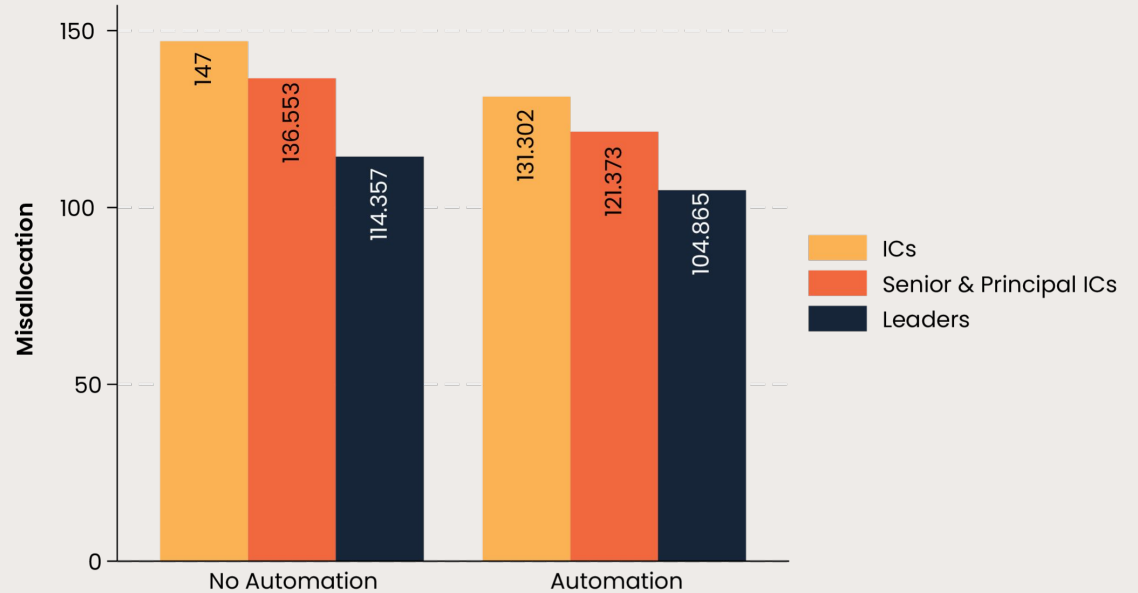 150
100
50
0
Misallocation
147
136.553
114.357
131.302
121.373
104.865
No Automation
Automation
ICs
Senior & Principal ICs
Leaders